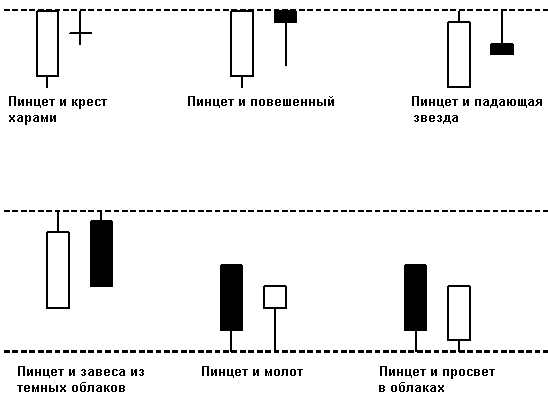 Пинцет и крест
харами
Пинцет и повешенный
Пинцет и падающая
звезда
Пинцет и завеса из
темных облаков
Пинцет и молот
Пинцет и просвет
в облаках